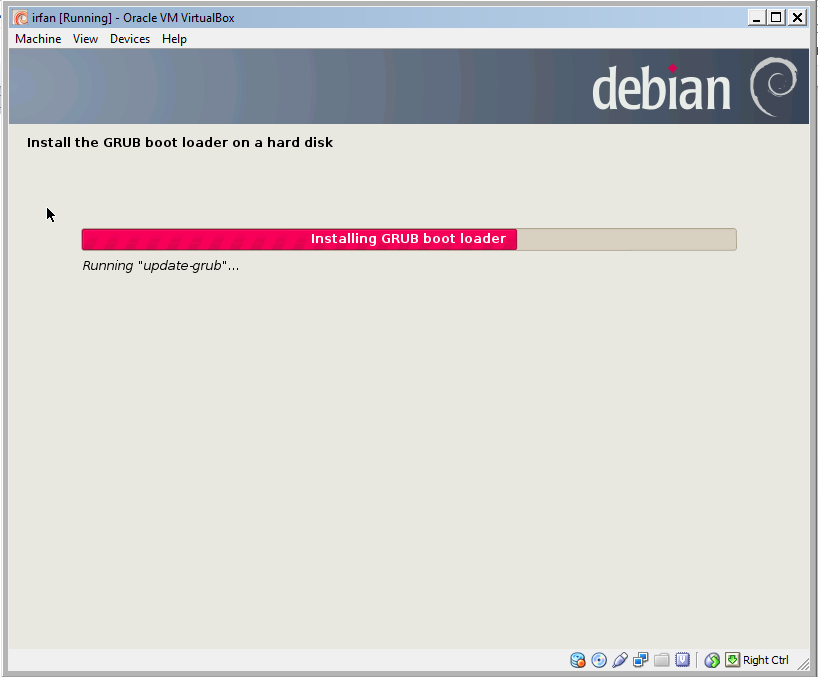 irfan [Running] - Oracle VM VirtualBox
Machine View Devices Help
debian
Install the GRUB boot loader on a hard disk
Installing GRUB boot loader
Running "update-grub"...
Right Ctrl